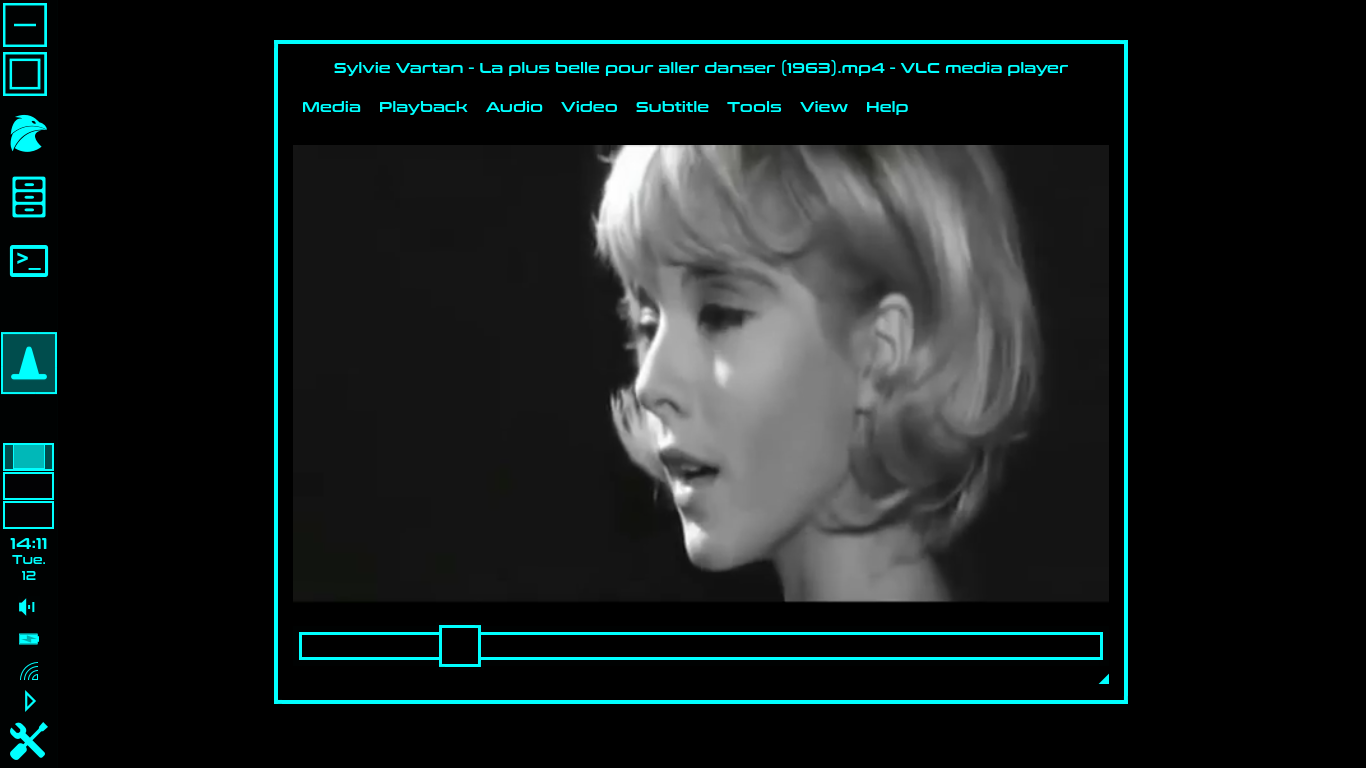 Sylvie Vartan - La plus belle pour aller danser (1963).mp4 - VLC media player
Media Playback Audio Video Subtitle Tools View Help
>_
14:11
Tue.
12